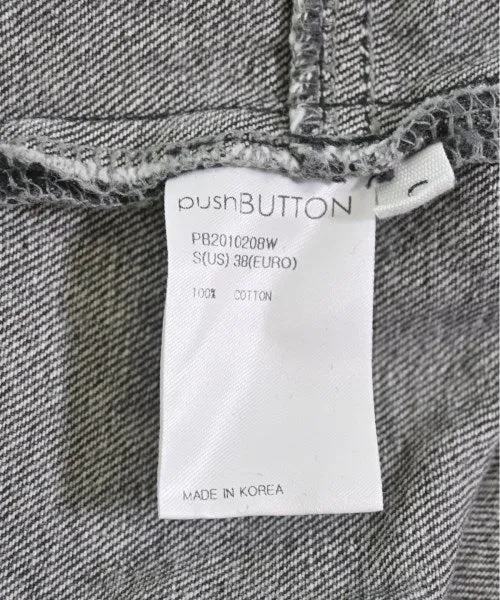 pushBUTTON
PB2010208W
S(US) 38(EURO)
100% COTTON
MADE IN KOREA